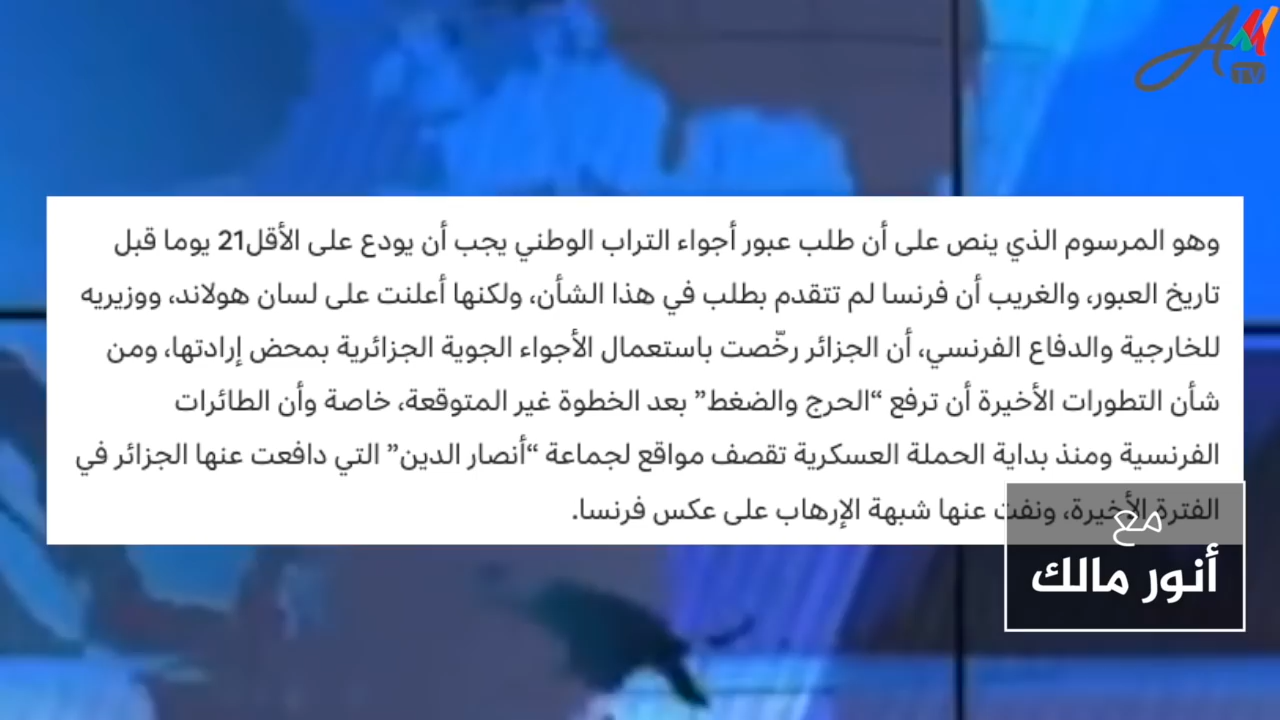 AM
TV
وهو المرسوم الذي ينص على أن طلب عبور أجواء التراب الوطني يجب أن يودع على الأقل21 يوما قبل
تاريخ العبور، والغريب أن فرنسا لم تتقدم بطلب في هذا الشأن، ولكنها أعلنت على لسان هولاند، ووزيريه
للخارجية والدفاع الفرنسي، أن الجزائر رخّصت باستعمال الأجواء الجوية الجزائرية بمحض إرادتها، ومن
شأن التطورات الأخيرة أن ترفع “الحرج والضغط” بعد الخطوة غير المتوقعة، خاصة وأن الطائرات
الفرنسية ومنذ بداية الحملة العسكرية تقصف مواقع لجماعة “أنصار الدين” التي دافعت عنها الجزائر في
الفترة الأخيرة، ونفت عنها شبهة الإرهاب على عكس فرنسا.
مع
أنور مالك